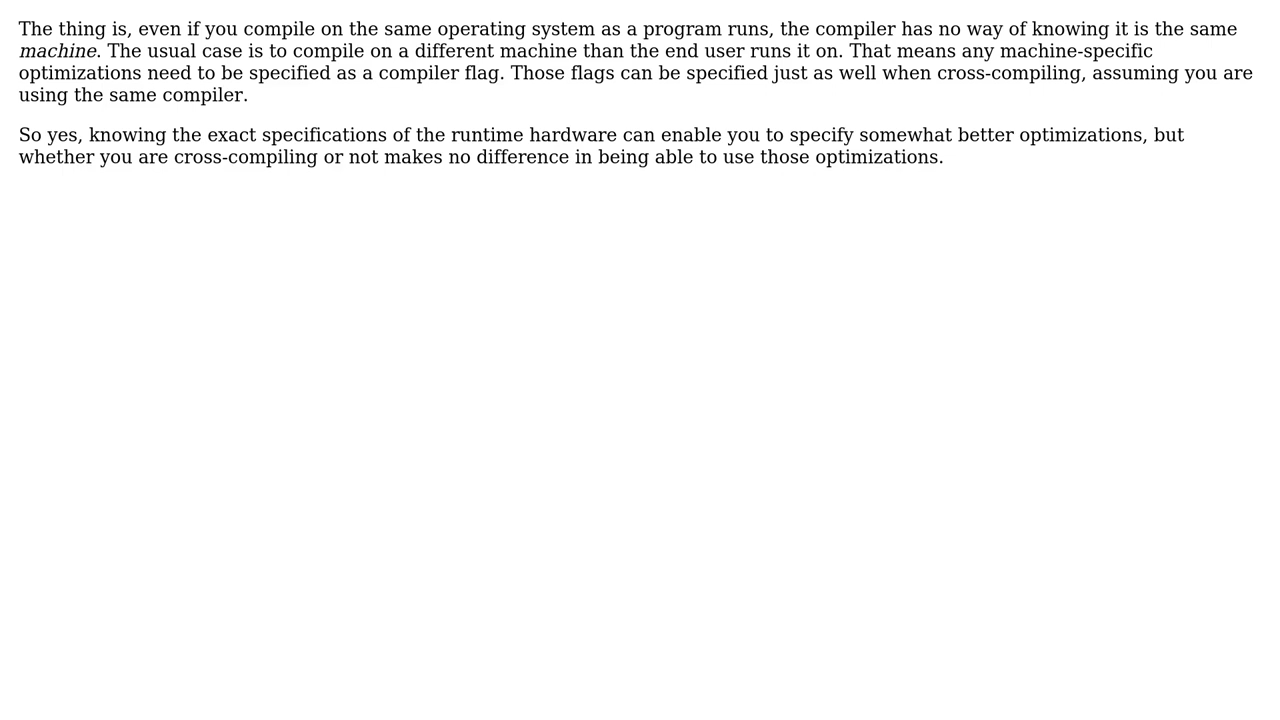 The thing is, even if you compile on the same operating system as a program runs, the compiler has no way of knowing it is the same
machine. The usual case is to compile on a different machine than the end user runs it on. That means any machine-specific
optimizations need to be specified as a compiler flag. Those flags can be specified just as well when cross-compiling, assuming you are
using the same compiler.
So yes, knowing the exact specifications of the runtime hardware can enable you to specify somewhat better optimizations, but
whether you are cross-compiling or not makes no difference in being able to use those optimizations.